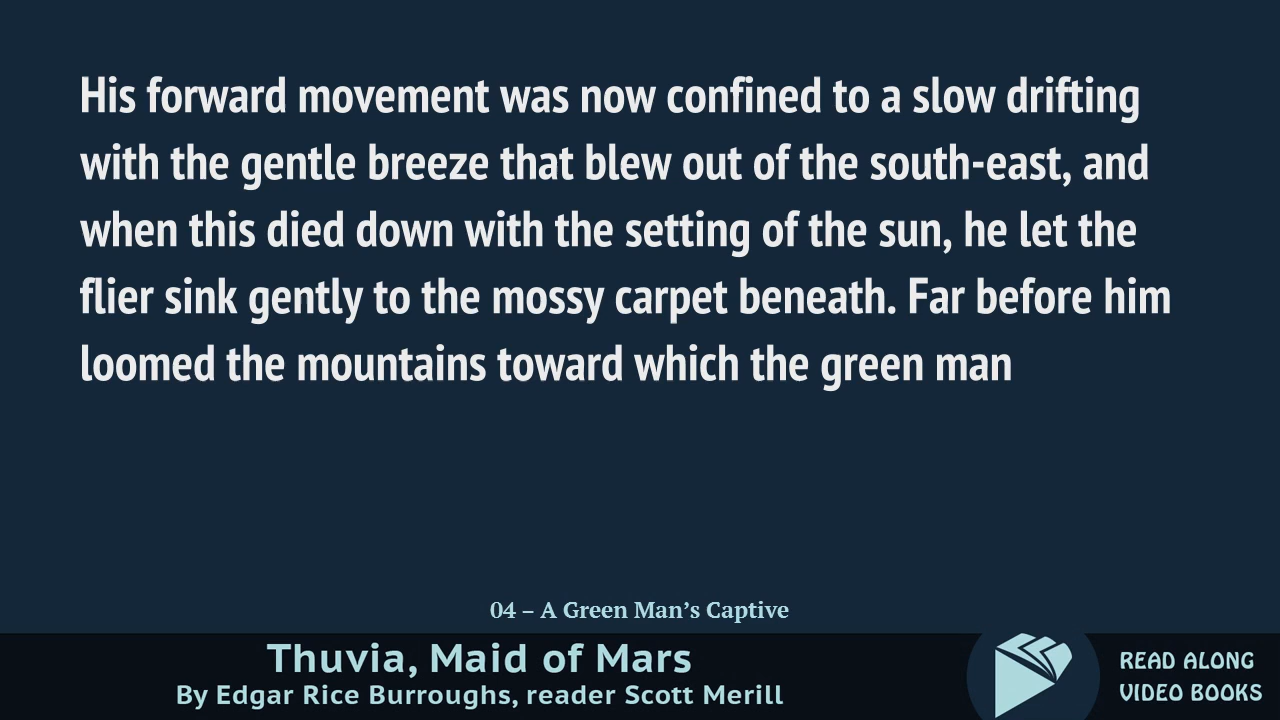 His forward movement was now confined to a slow drifting
with the gentle breeze that blew out of the south-east, and
when this died down with the setting of the sun, he let the
flier sink gently to the mossy carpet beneath. Far before him
loomed the mountains toward which the green man
04 – A Green Man’s Captive
Thuvia, Maid of Mars
By Edgar Rice Burroughs, reader Scott Merill
READ ALONG
VIDEO BOOKS